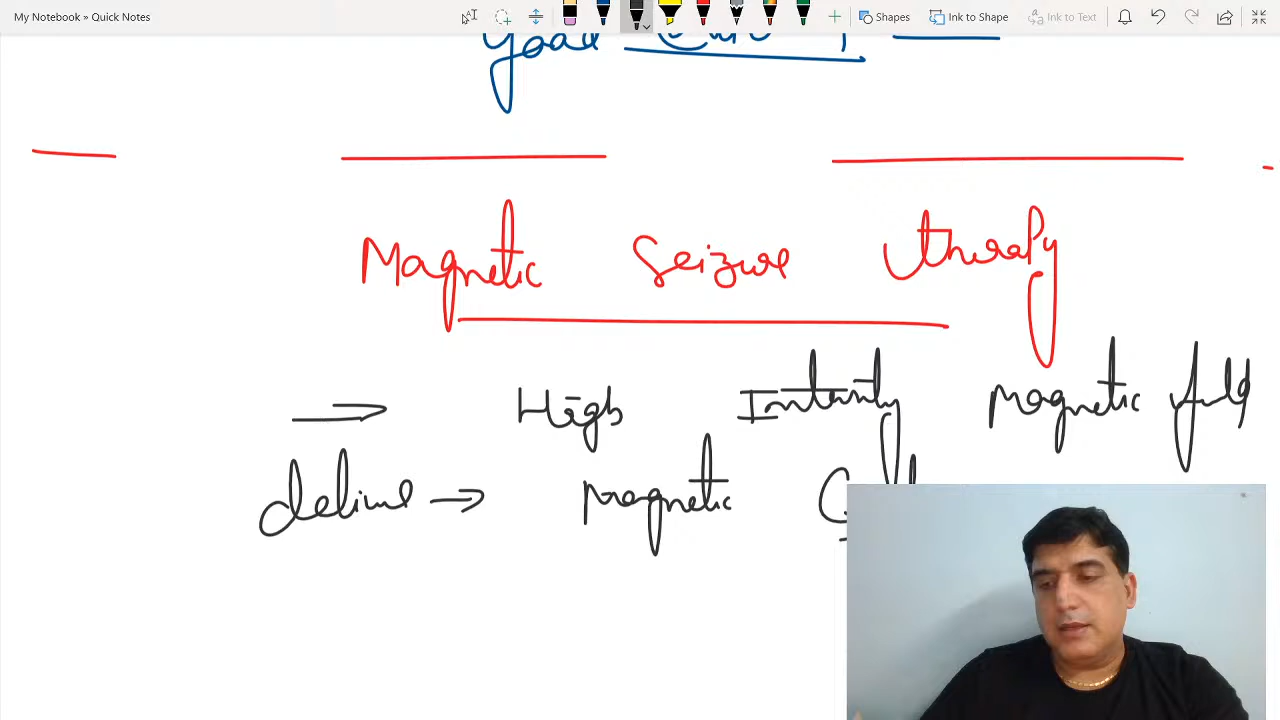 My Notebook » Quick Notes
Shapes Ink to Shape Ink to Text
Good
Magnetic Seizure therapy
→ High Intensity Magnetic field
→ Magnetic